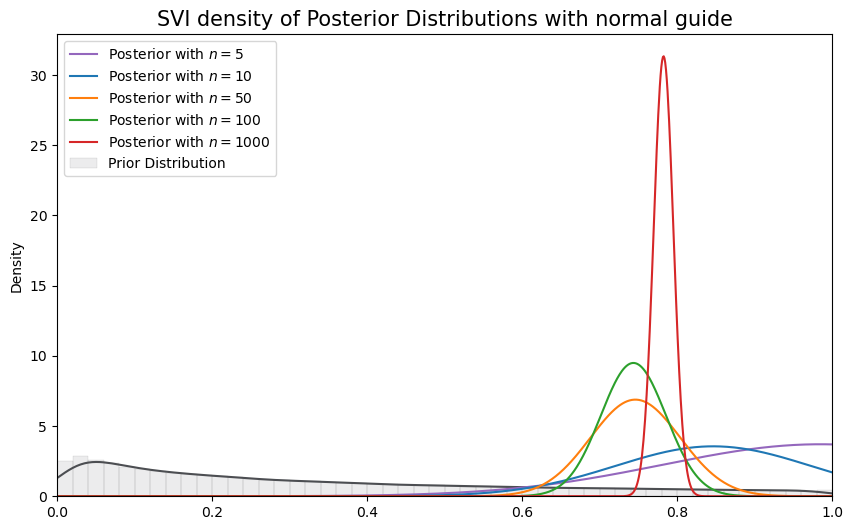 SVI density of Posterior Distributions with normal guide
Posterior with n = 5
Posterior with n = 10
Posterior with n = 50
Posterior with n = 100
Posterior with n = 1000
Prior Distribution
Density
30
25
20
15
10
5
0
0.0 0.2 0.4 0.6 0.8 1.0